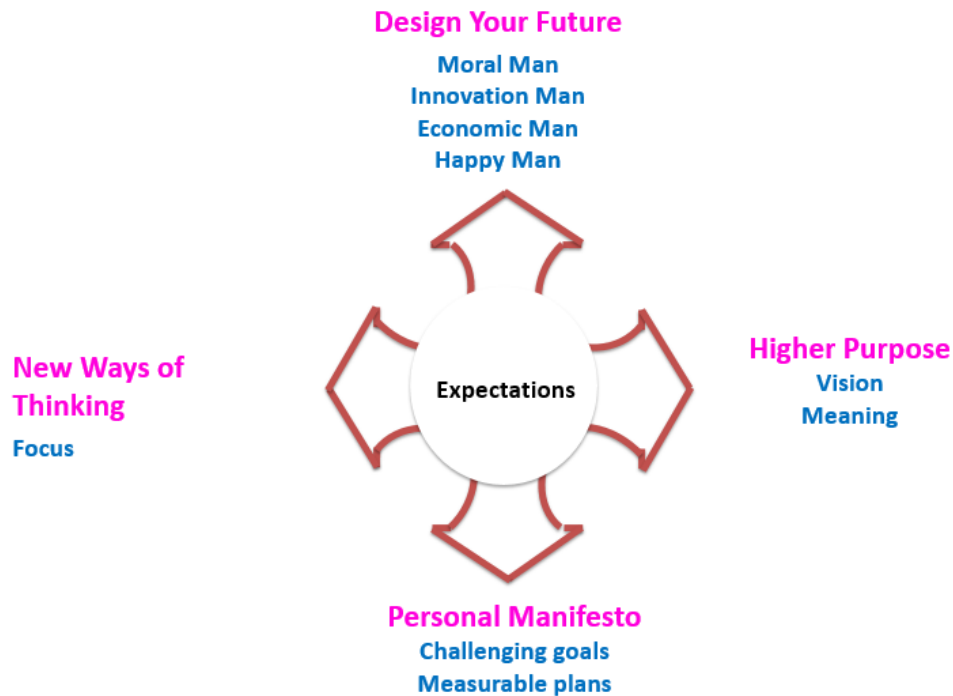 Design Your Future
Moral Man
Innovation Man
Economic Man
Happy Man
New Ways of
Thinking
Focus
Expectations
Higher Purpose
Vision
Meaning
Personal Manifesto
Challenging goals
Measurable plans